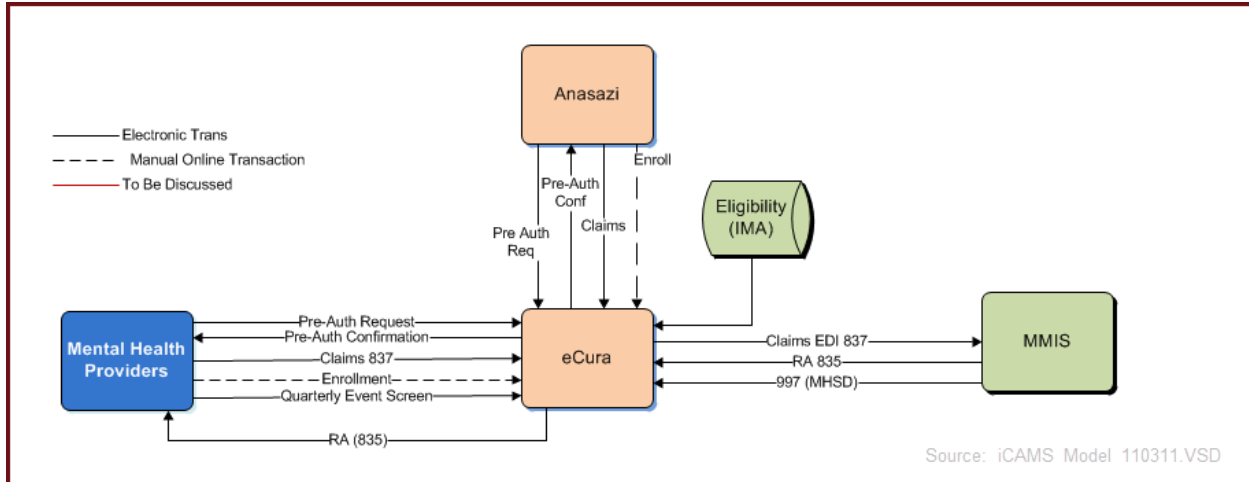 Anasazi
Electronic Trans
Manual Online Transaction
To Be Discussed
Enroll
Pre-Auth
Conf
Claims
Pre Auth
Req
Eligibility
(IMA)
Mental Health
Providers
Pre-Auth Request
Pre-Auth Confirmation
Claims 837
Enrollment
Quarterly Event Screen
RA (835)
eCura
Claims EDI 837
RA 835
997 (MHSD)
MMIS
Source: iCAMS Model 110311.VSD